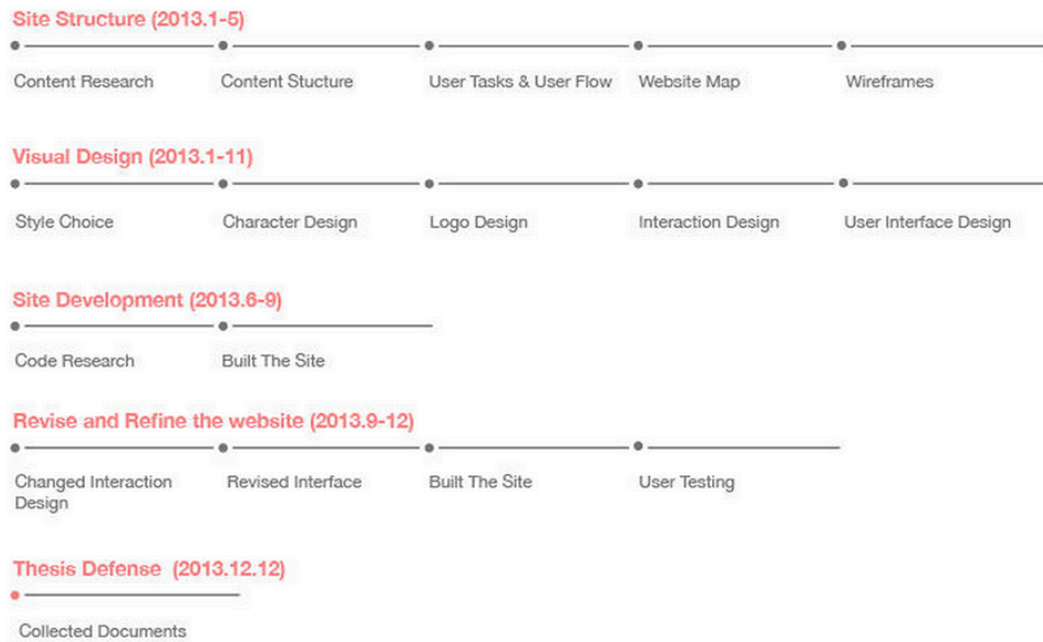 Site Structure (2013.1-5)
Content Research
Content Stucture
User Tasks & User Flow
Website Map
Wireframes
Visual Design (2013.1-11)
Style Choice
Character Design
Logo Design
Interaction Design
User Interface Design
Site Development (2013.6-9)
Code Research
Built The Site
Revise and Refine the website (2013.9-12)
Changed Interaction
Design
Revised Interface
Built The Site
User Testing
Thesis Defense (2013.12.12)
Collected Documents